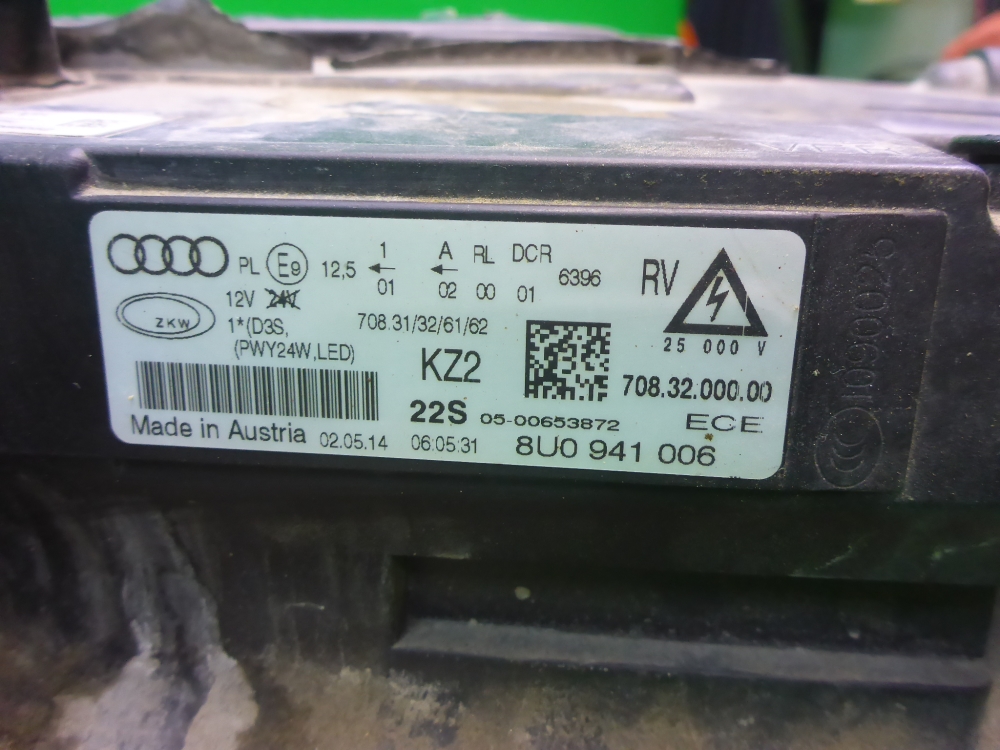 PL E9 12,5 1 A RL DCR 6396 RV
01 02 00 01
12V 24V
ZKW
1*(D3S, 708.31/32/61/62
(PWY24W,LED)
25 000 V
KZ2 708.32.000.00
22S 05-00653872 ECE
Made in Austria 02.05.14 06:05:31 8U0 941 006